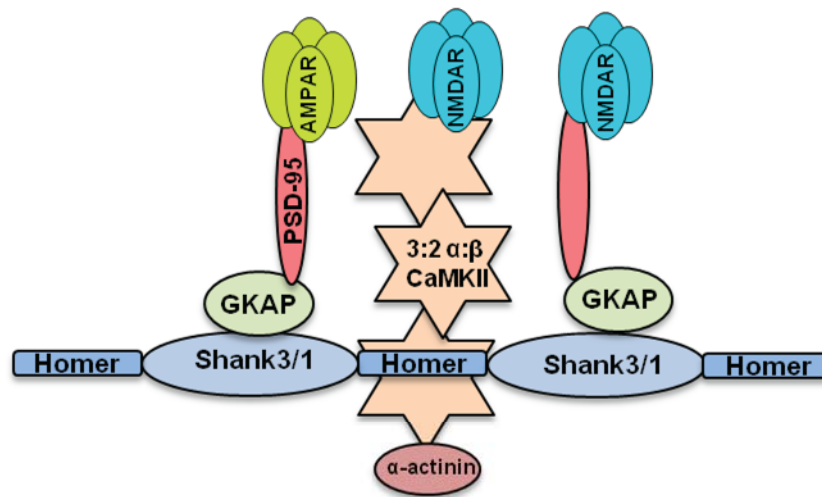 AMPAR
NMDAR
NMDAR
PSD-95
3:2 α:β
CaMKII
GKAP
GKAP
Homer
Shank3/1
Homer
Shank3/1
Homer
α-actinin